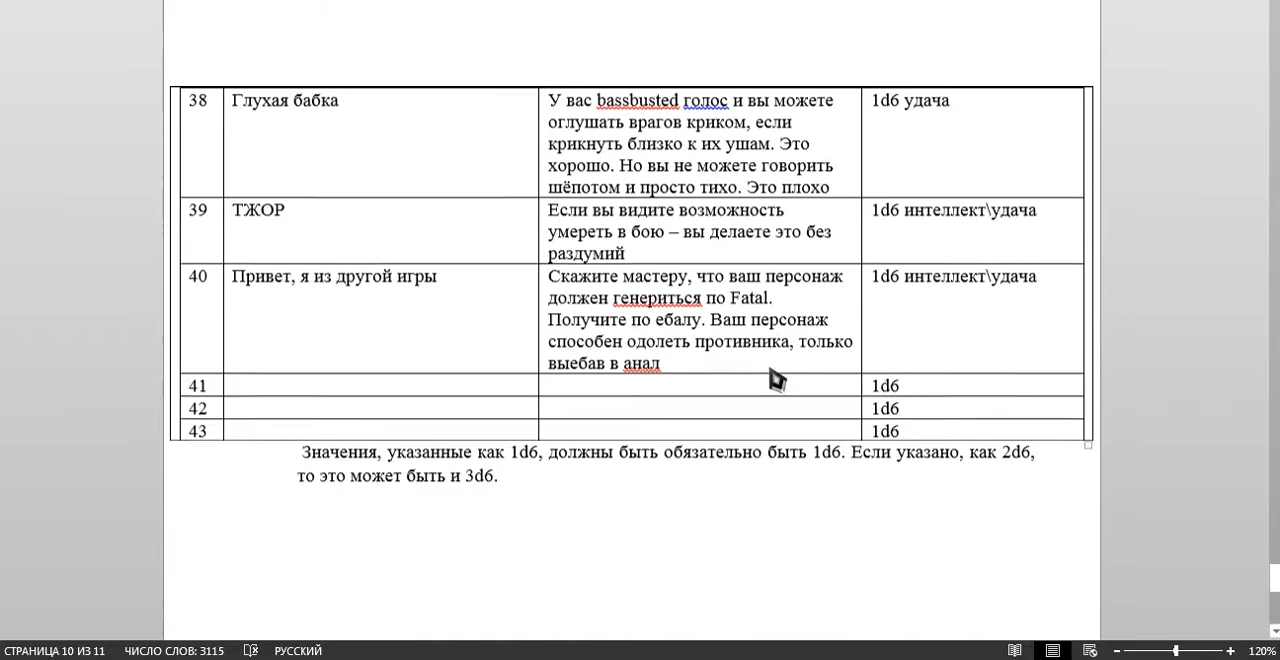 38 Глухая бабка У вас bassbusted голос и вы можете 1d6 удача
оглушать врагов криком, если
крикнуть близко к их ушам. Это
хорошо. Но вы не можете говорить
шёпотом и просто тихо. Это плохо
39 ТЖОР Если вы видите возможность 1d6 интеллект\удача
умереть в бою – вы делаете это без
раздумий
40 Привет, я из другой игры Скажите мастеру, что ваш персонаж 1d6 интеллект\удача
должен генериться по Fatal.
Получите по ебалу. Ваш персонаж
способен одолеть противника, только
выебав в анал
41 1d6
42 1d6
43 1d6
Значения, указанные как 1d6, должны быть обязательно быть 1d6. Если указано, как 2d6,
то это может быть и 3d6.
СТРАНИЦА 10 ИЗ 11 ЧИСЛО СЛОВ: 3115 РУССКИЙ 120%